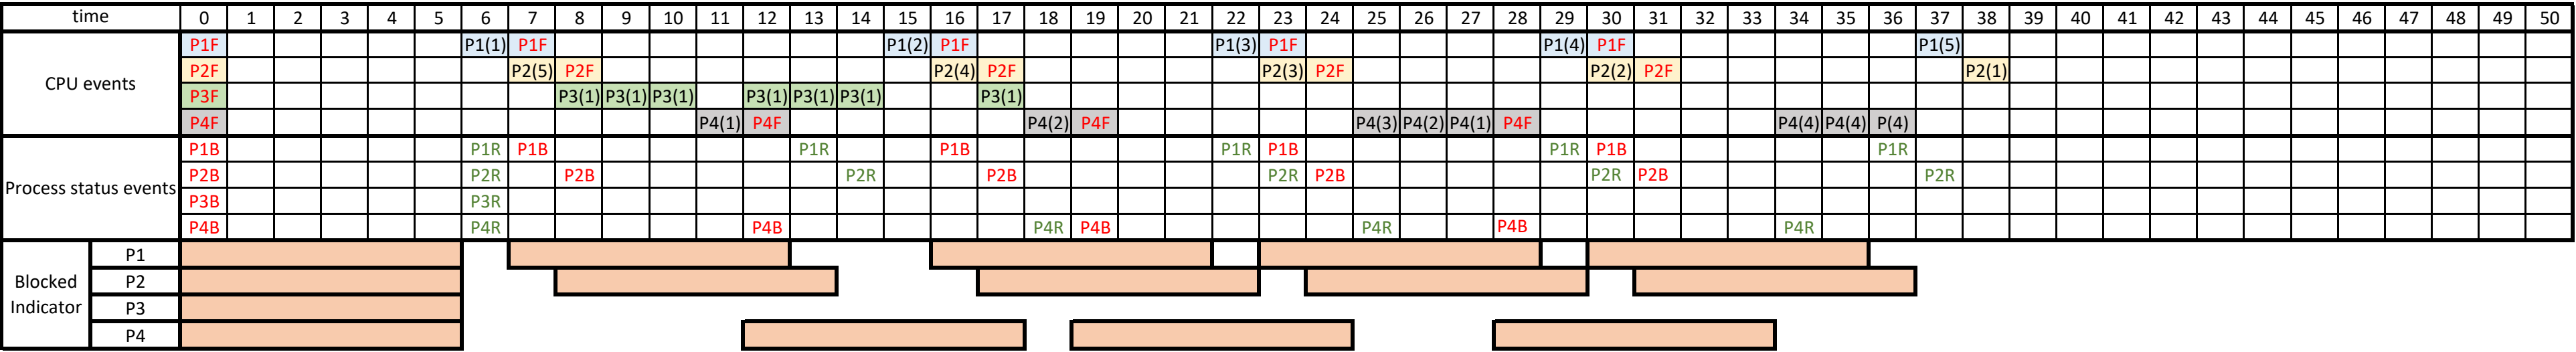 time 0 1 2 3 4 5 6 7 8 9 10 11 12 13 14 15 16 17 18 19 20 21 22 23 24 25 26 27 28 29 30 31 32 33 34 35 36 37 38 39 40 41 42 43 44 45 46 47 48 49 50
P1F P1(1) P1F P1(2) P1F P1(3) P1F P1(4) P1F P1(5)
P2F P2(5) P2F P2(4) P2F P2(3) P2F P2(2) P2F P2(1)
CPU events
P3F P3(1) P3(1) P3(1) P3(1) P3(1) P3(1) P3(1)
P4F P4(1) P4F P4(2) P4F P4(3) P4(2) P4(1) P4F P4(4) P4(4) P(4)
P1B P1R P1B P1R P1B P1R P1B P1R P1B P1R
P2B P2R P2B P2R P2B P2R P2B P2R P2B P2R
Process status events
P3B P3R
P4B P4R P4B P4R P4B P4R P4B P4R
Blocked
Indicator
P1
P2
P3
P4